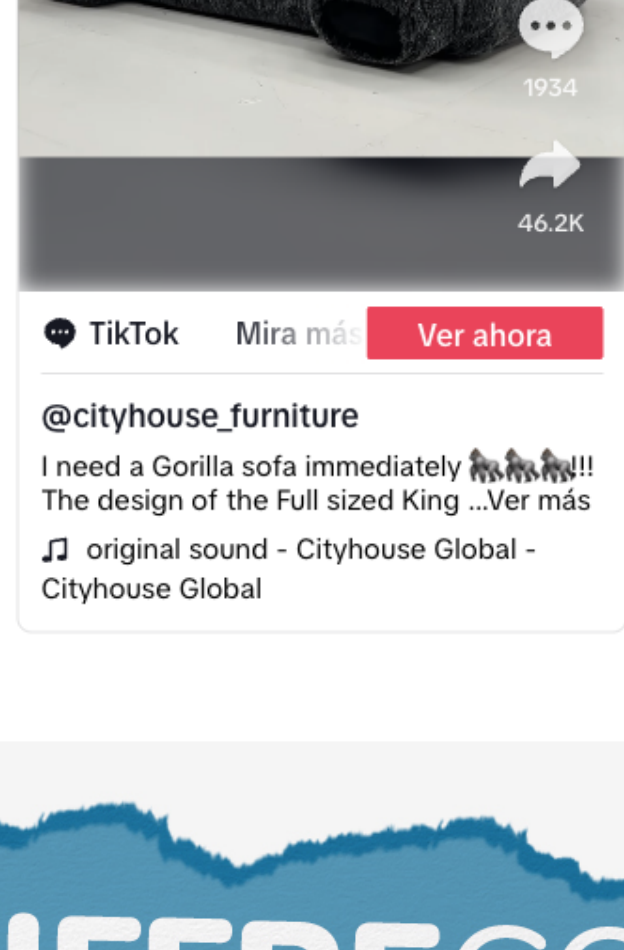 1934
46.2K
TikTok Mira más Ver ahora
@cityhouse_furniture
I need a Gorilla sofa immediately 🦍🦍🦍!!!
The design of the Full sized King ...Ver más
original sound - Cityhouse Global -
Cityhouse Global